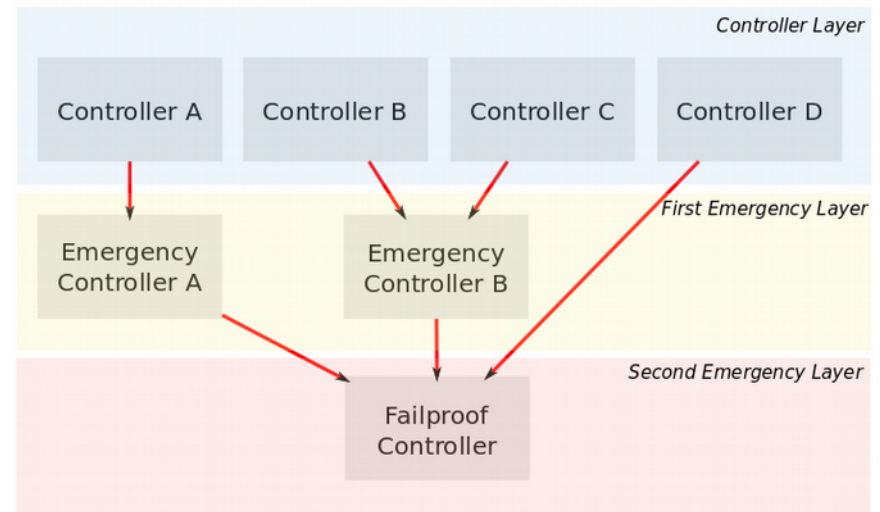 Controller Layer
Controller A
Controller B
Controller C
Controller D
First Emergency Layer
Emergency
Controller A
Emergency
Controller B
Second Emergency Layer
Failproof
Controller